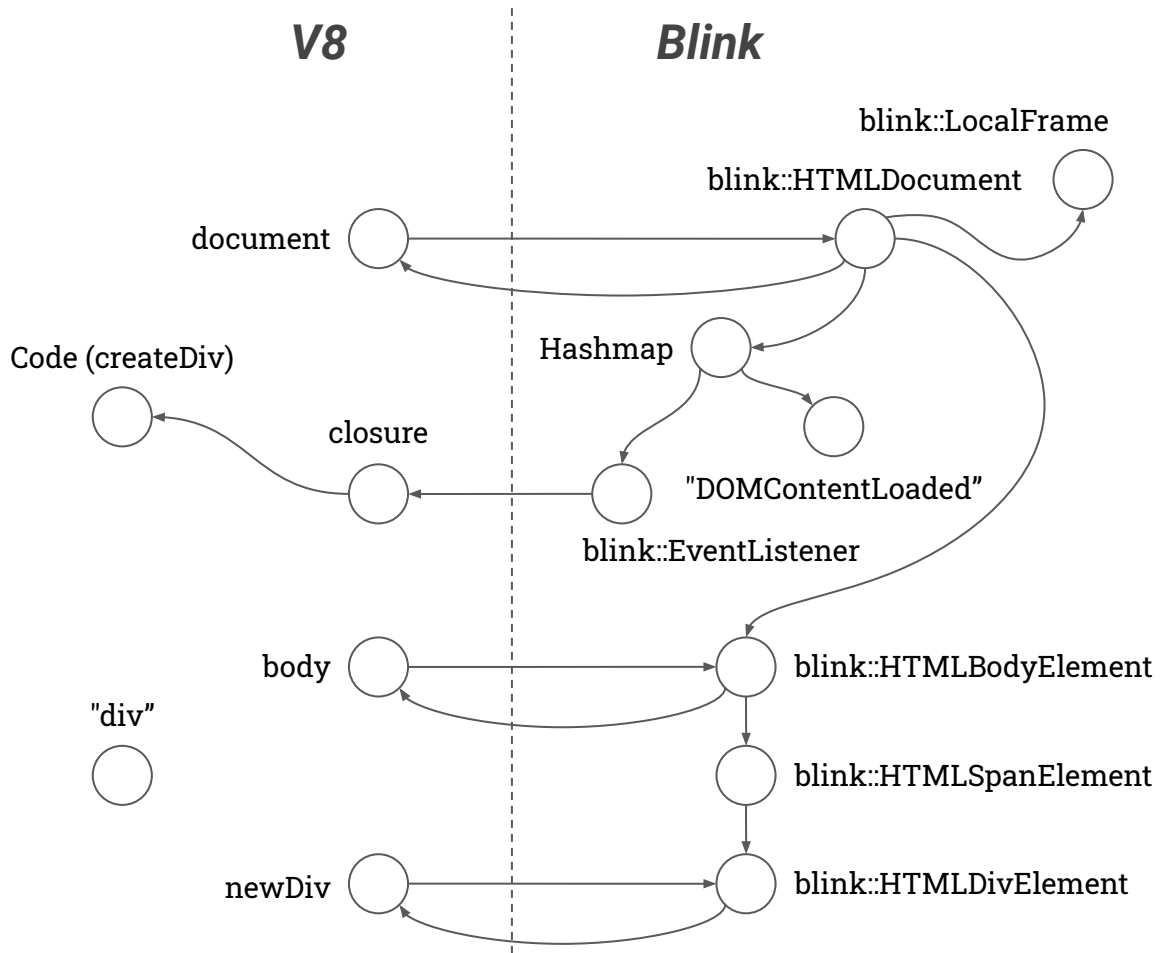 V8
Blink
blink::LocalFrame
blink::HTMLDocument
document
Hashmap
Code (createDiv)
closure
"DOMContentLoaded”
blink::EventListener
body
blink::HTMLBodyElement
"div”
blink::HTMLSpanElement
newDiv
blink::HTMLDivElement